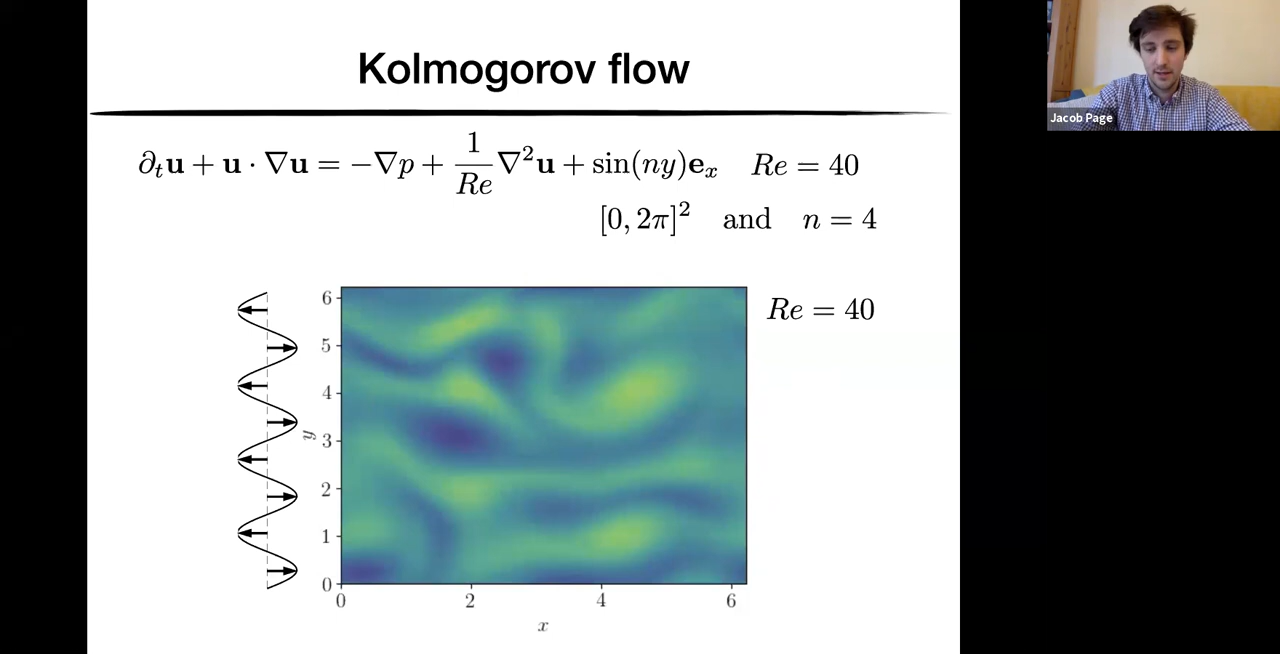 Kolmogorov flow
Jacob Page
∂ₜ𝐮 + 𝐮 · ∇𝐮 = −∇p + 1/Re ∇²𝐮 + sin(ny)𝐞ₓ Re = 40
[0, 2π]² and n = 4
Re = 40
6
5
4
3
2
1
0
y
0 2 4 6
x